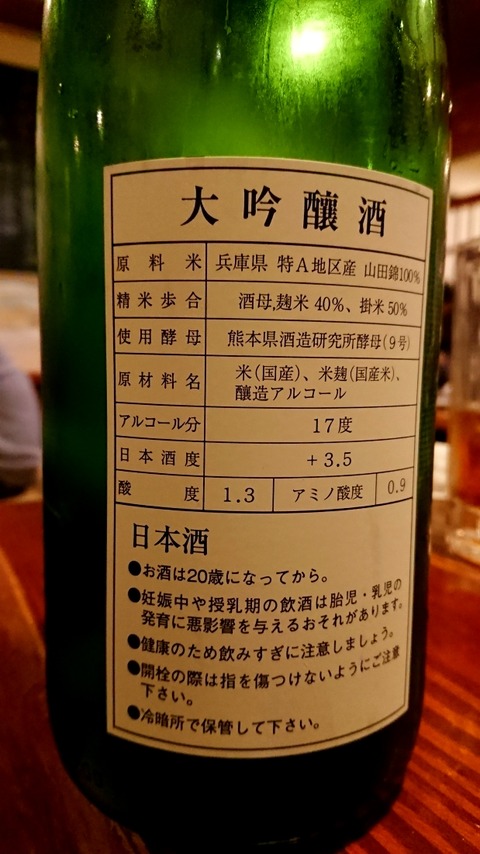 大吟醸酒
原料米 兵庫県 特A地区産 山田錦100%
精米歩合 酒母,麹米 40%、掛米 50%
使用酵母 熊本県酒造研究所酵母(9号)
原材料名 米(国産)、米麹(国産米)、
醸造アルコール
アルコール分 17度
日本酒度 +3.5
酸度 1.3 アミノ酸度 0.9
日本酒
●お酒は20歳になってから。
●妊娠中や授乳期の飲酒は胎児・乳児の
発育に悪影響を与えるおそれがあります。
●健康のため飲みすぎに注意しましょう。
●開栓の際は指を傷つけないようにご注意
下さい。
●冷暗所で保管して下さい。